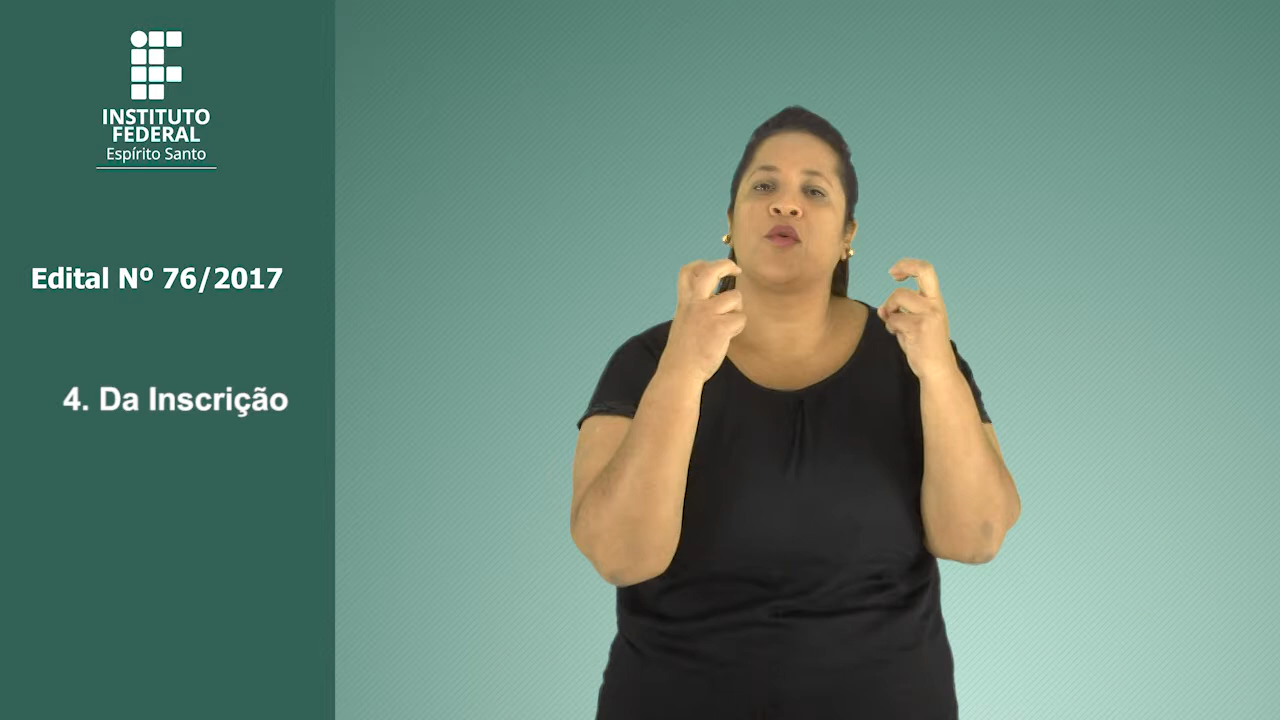 INSTITUTO
FEDERAL
Espírito Santo
Edital Nº 76/2017
4. Da Inscrição